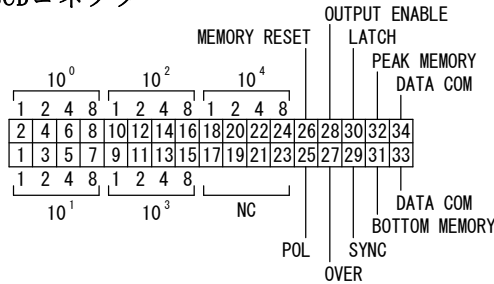 BCDコネクタ
OUTPUT ENABLE
MEMORY RESET LATCH
PEAK MEMORY
10⁰ 10² 10⁴ DATA COM
1 2 4 8 1 2 4 8 1 2 4 8
2 4 6 8 10 12 14 16 18 20 22 24 26 28 30 32 34
1 3 5 7 9 11 13 15 17 19 21 23 25 27 29 31 33
1 2 4 8 1 2 4 8
10¹ 10³ NC DATA COM
BOTTOM MEMORY
POL SYNC
OVER